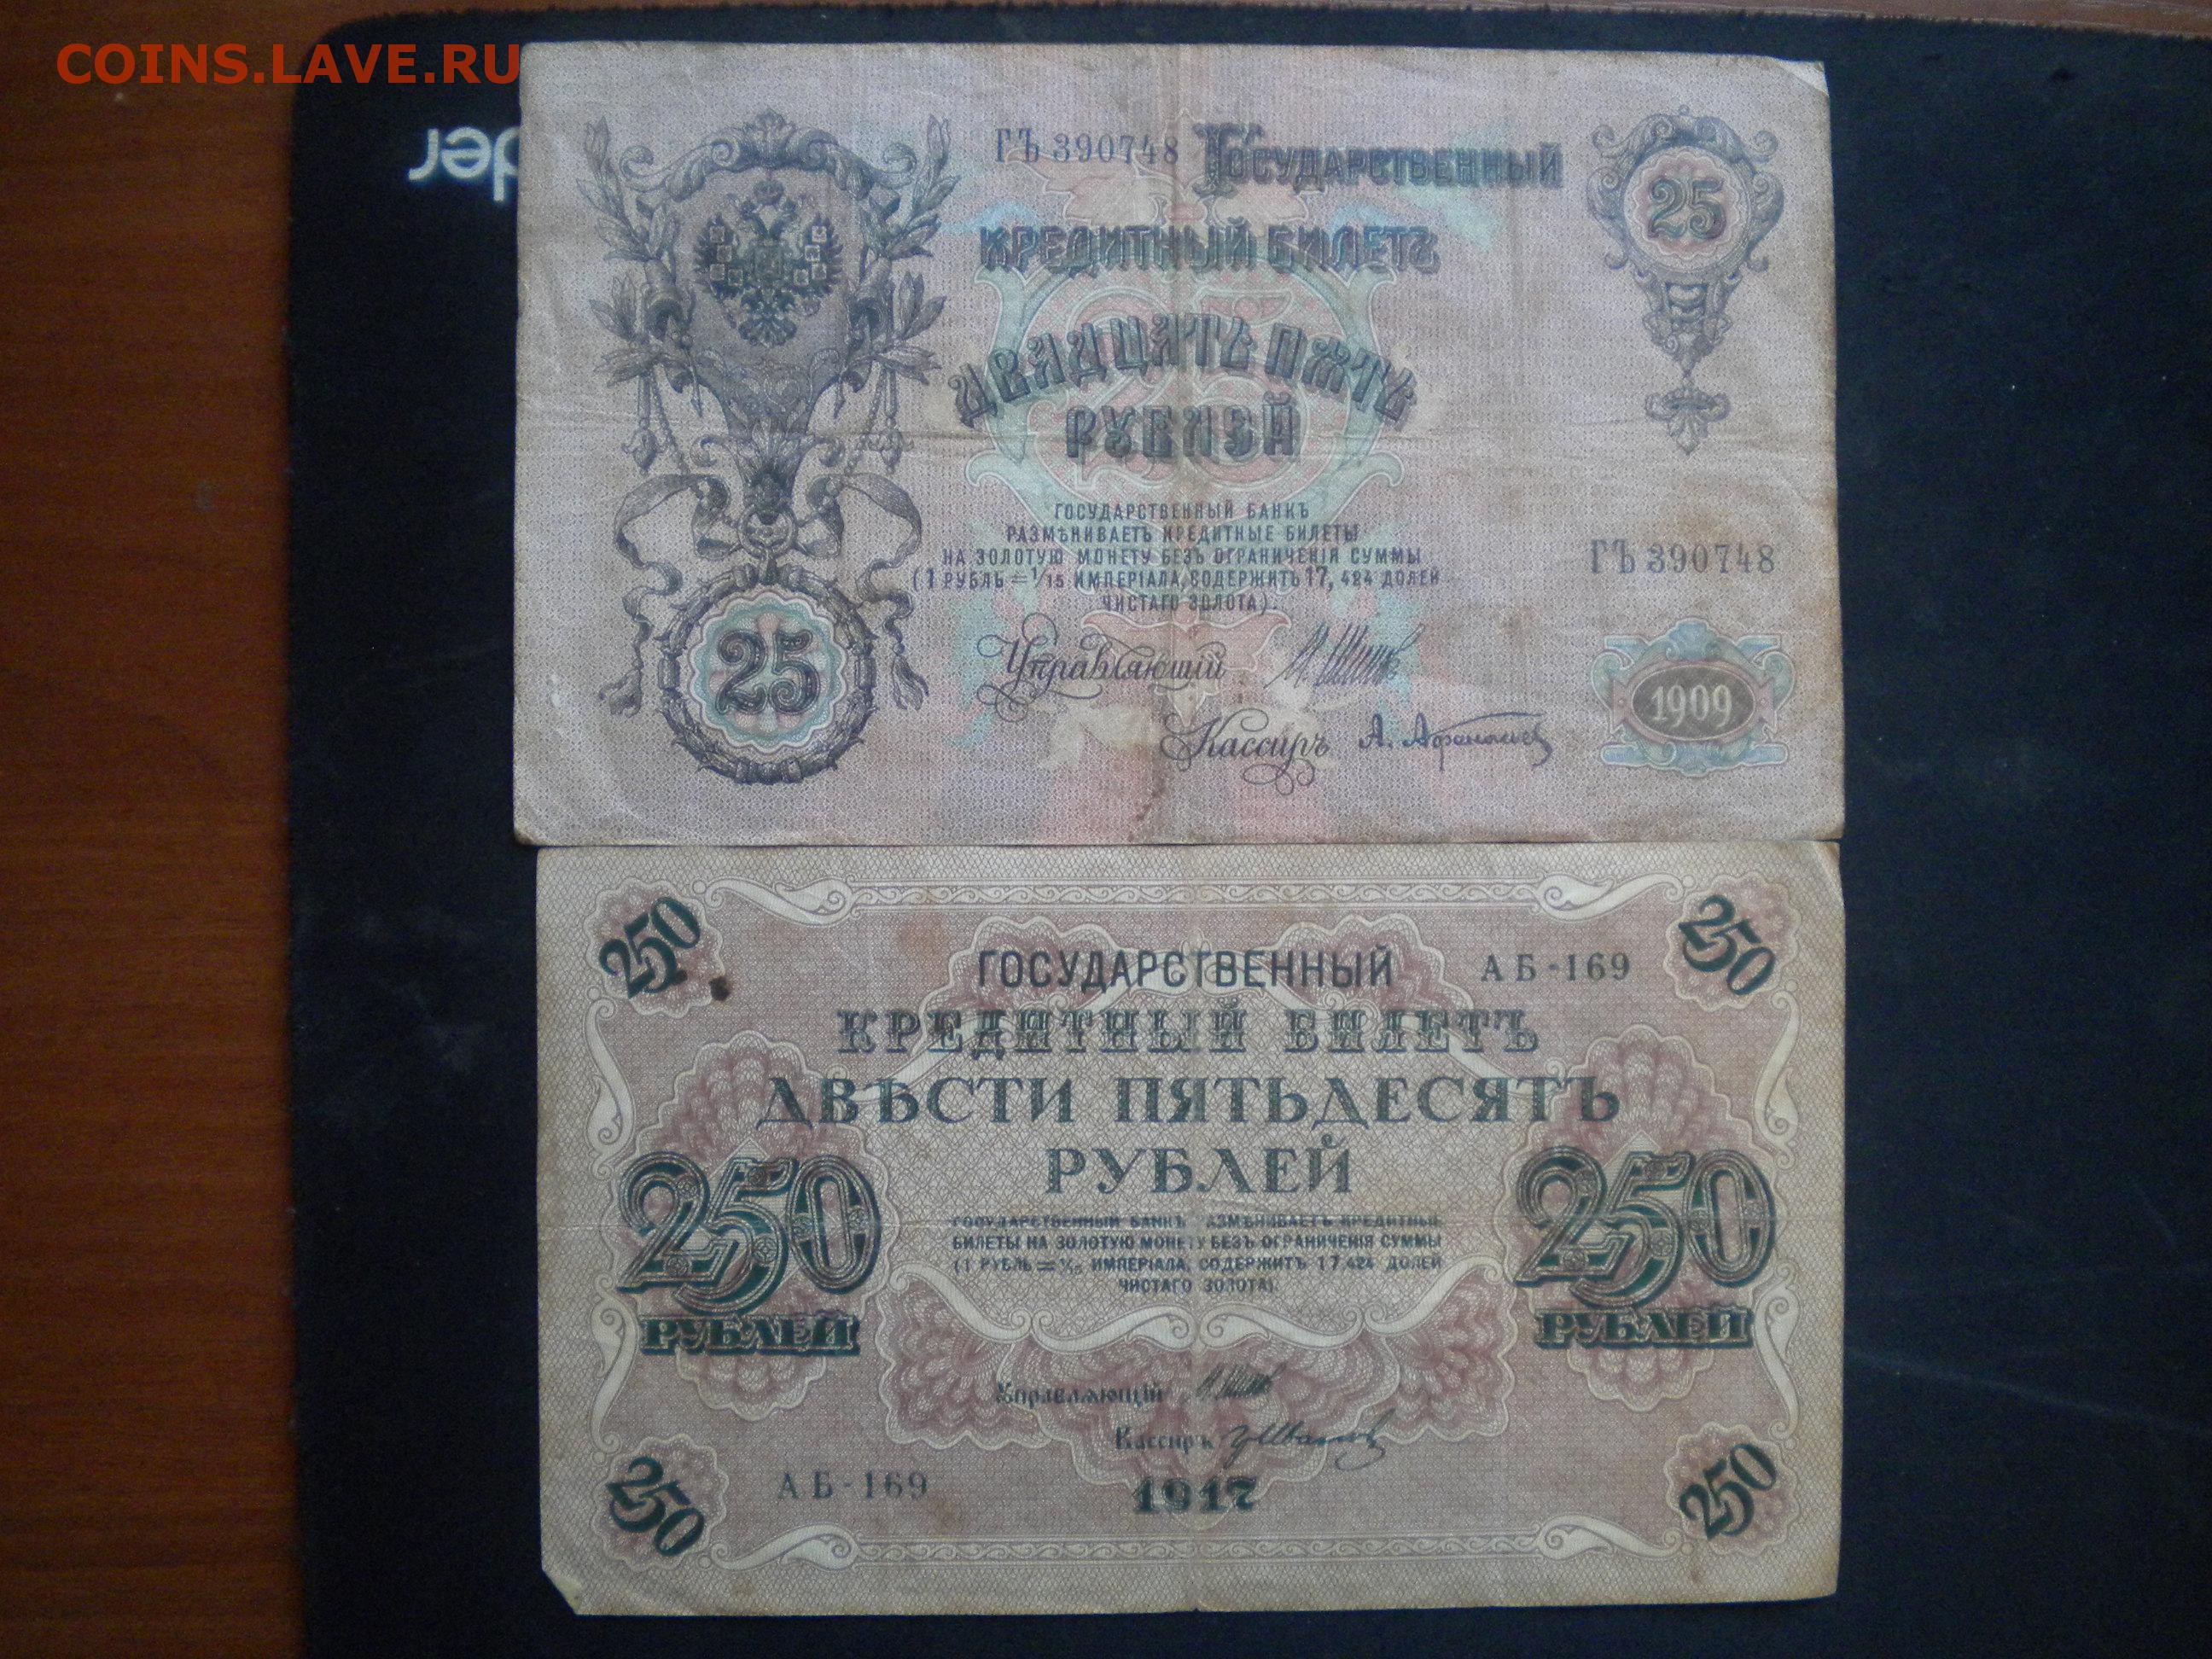 COINS.LAVE.RU
der
ГЪ 390748 ГОСУДАРСТВЕННЫЙ
25
КРЕДИТНЫЙ БИЛЕТЪ
ДВАДЦАТЬ ПЯТЬ
РУБЛЕЙ
ГОСУДАРСТВЕННЫЙ БАНКЪ
РАЗМѢНИВАЕТЪ КРЕДИТНЫЕ БИЛЕТЫ
НА ЗОЛОТУЮ МОНЕТУ БЕЗЪ ОГРАНИЧЕНІЯ СУММЫ
(1 РУБЛЬ = 1/15 ИМПЕРІАЛА, СОДЕРЖИТЪ 17,424 ДОЛЕЙ
ЧИСТАГО ЗОЛОТА).
ГЪ 390748
25
Управляющій
1909
Кассиръ А. Афанасьев
250
250
ГОСУДАРСТВЕННЫЙ АБ-169
КРЕДИТНЫЙ БИЛЕТЪ
ДВѢСТИ ПЯТЬДЕСЯТЪ
РУБЛЕЙ
250 РУБЛЕЙ
250 РУБЛЕЙ
ГОСУДАРСТВЕННЫЙ БАНКЪ РАЗМѢНИВАЕТЪ КРЕДИТНЫЕ
БИЛЕТЫ НА ЗОЛОТУЮ МОНЕТУ БЕЗЪ ОГРАНИЧЕНІЯ СУММЫ
(1 РУБЛЬ = 1/15 ИМПЕРІАЛА, СОДЕРЖИТЪ 17,424 ДОЛЕЙ
ЧИСТАГО ЗОЛОТА).
Управляющій
Кассиръ
АБ-169
1917
250
250